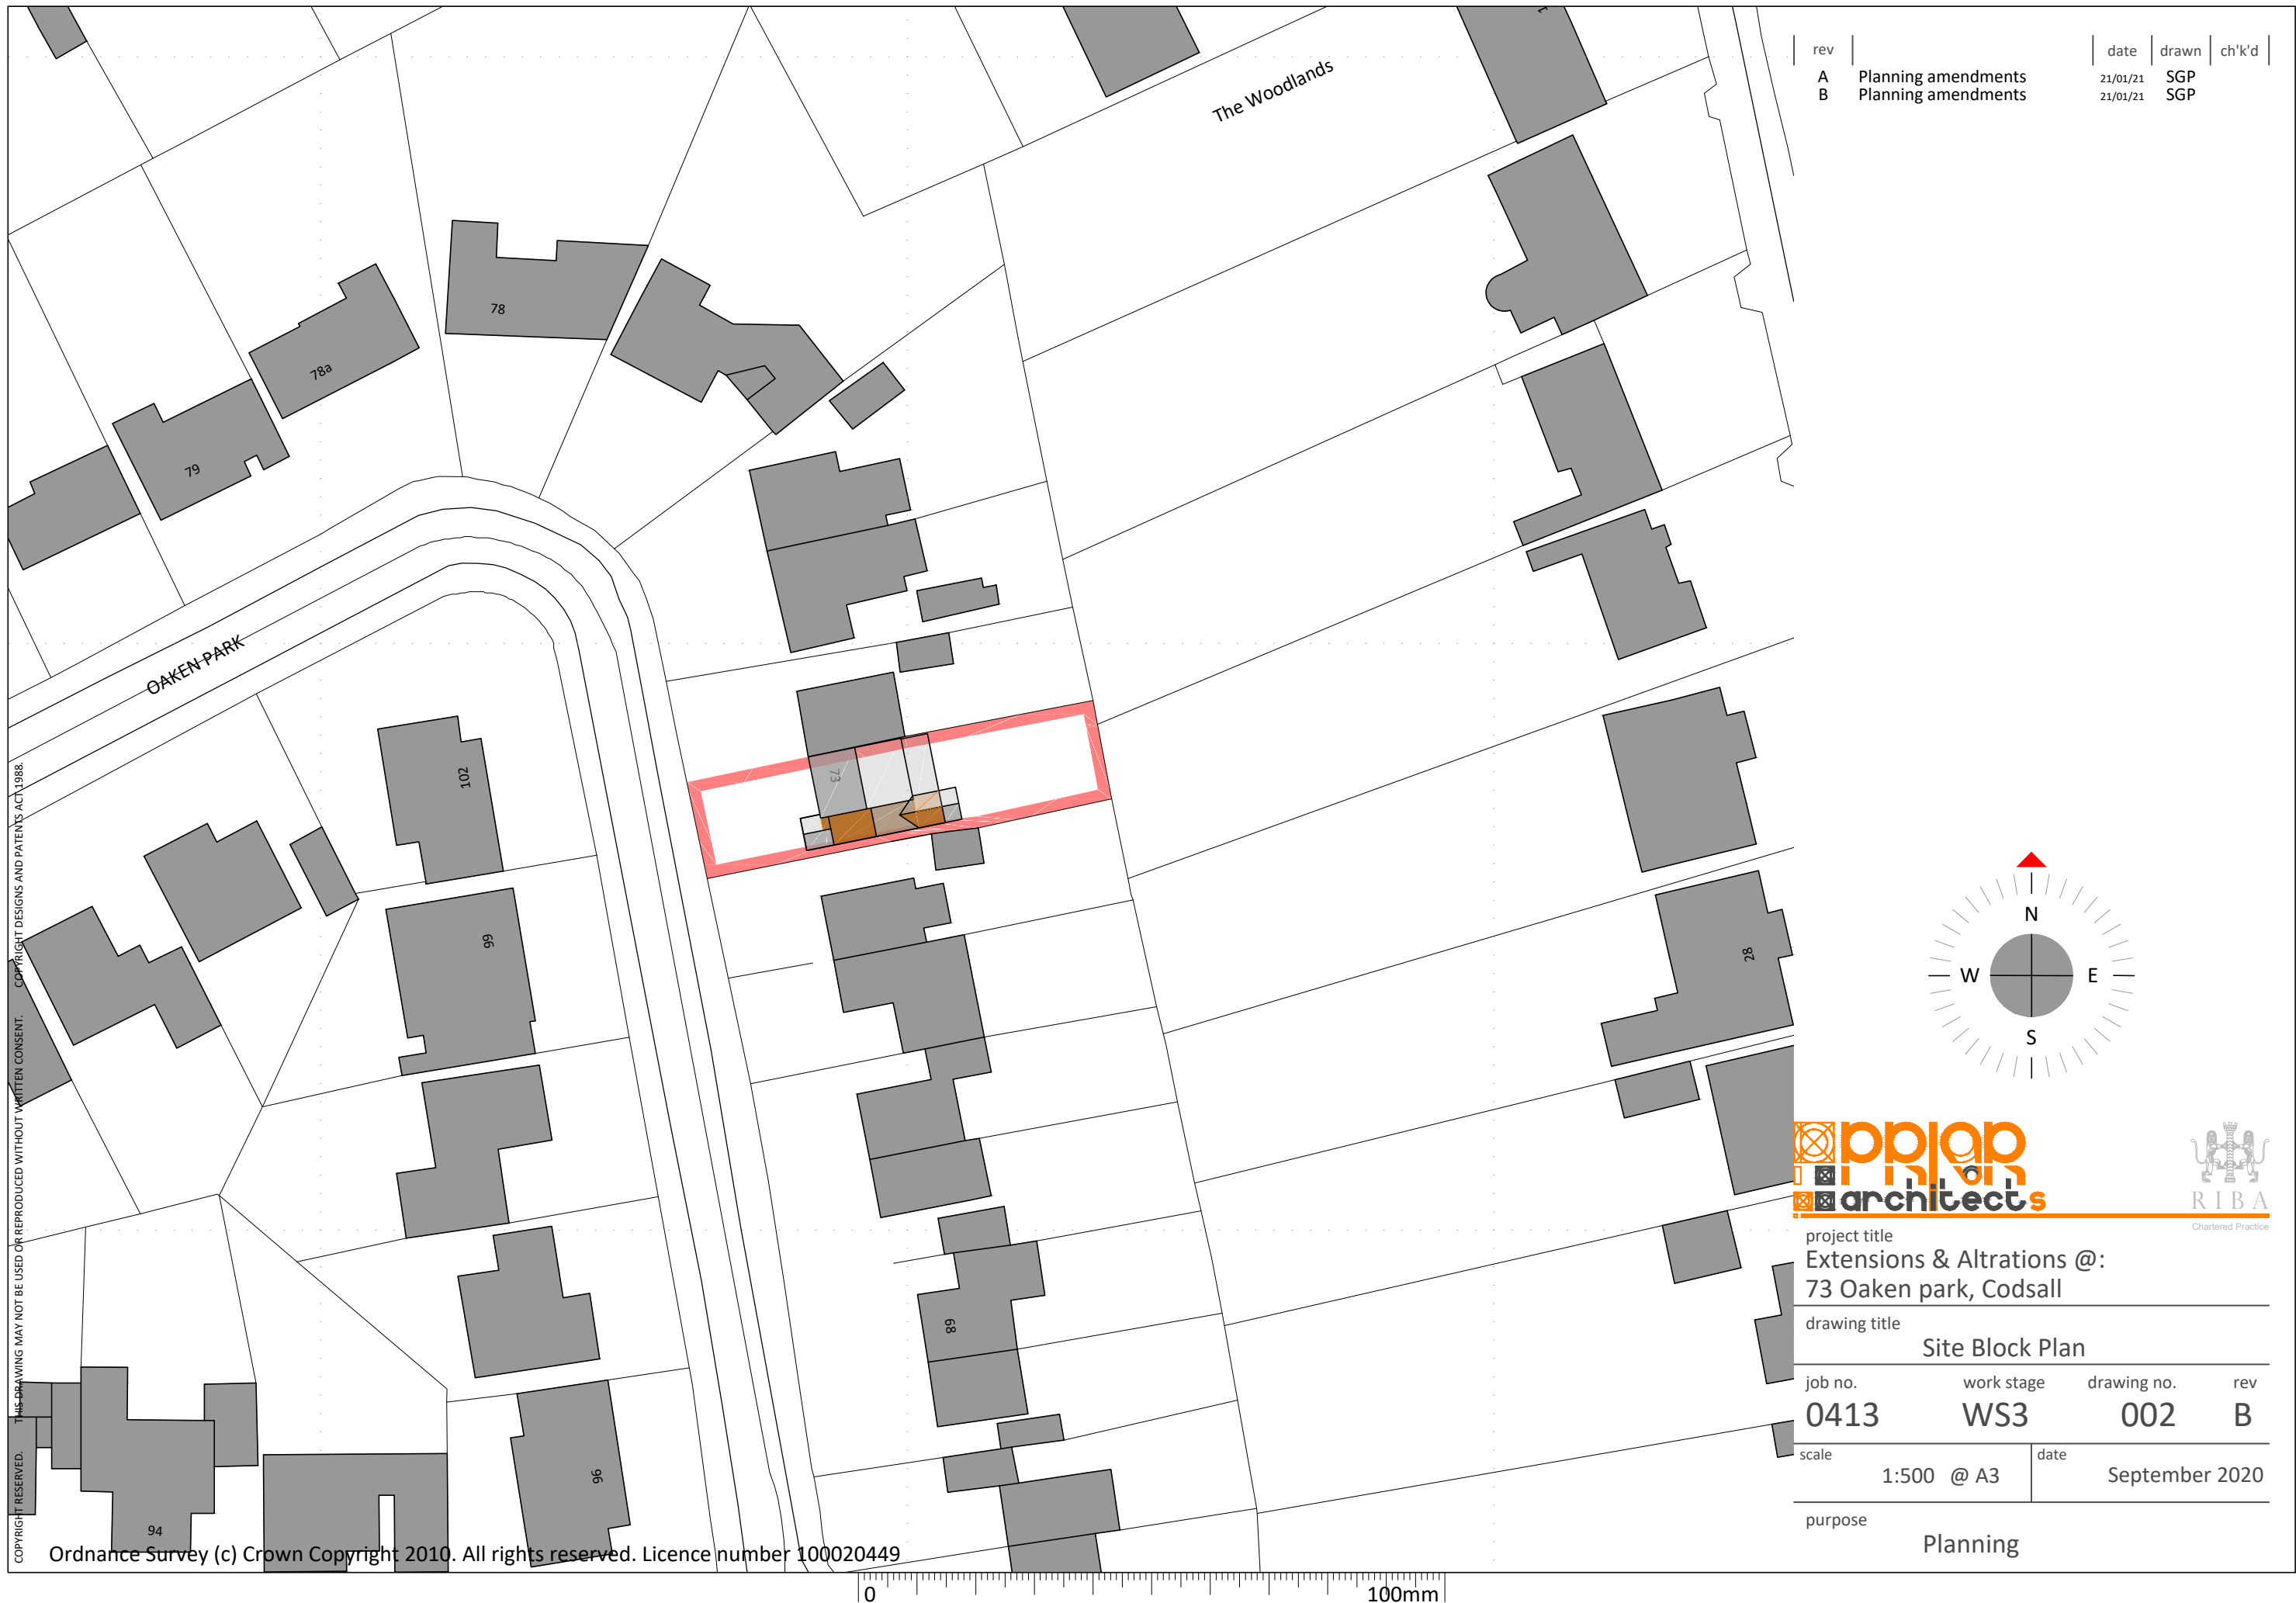 rev date drawn ch'k'd
A Planning amendments 21/01/21 SGP
B Planning amendments 21/01/21 SGP
The Woodlands
1
78
78a
79
OAKEN PARK
73
102
99
28
68
96
94
COPYRIGHT RESERVED. THIS DRAWING MAY NOT BE USED OR REPRODUCED WITHOUT WRITTEN CONSENT. COPYRIGHT DESIGNS AND PATENTS ACT 1988.
Ordnance Survey (c) Crown Copyright 2010. All rights reserved. Licence number 100020449
0 100mm
N
W E
S
architects
RIBA
Chartered Practice
project title
Extensions & Altrations @:
73 Oaken park, Codsall
drawing title
Site Block Plan
job no. work stage drawing no. rev
0413 WS3 002 B
scale date
1:500 @ A3 September 2020
purpose
Planning